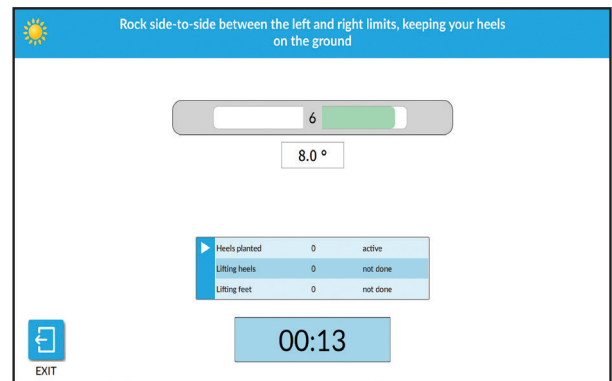 Rock side-to-side between the left and right limits, keeping your heels
on the ground
6
8.0 °
Heels planted 0 active
Lifting heels 0 not done
Lifting feet 0 not done
00:13
EXIT